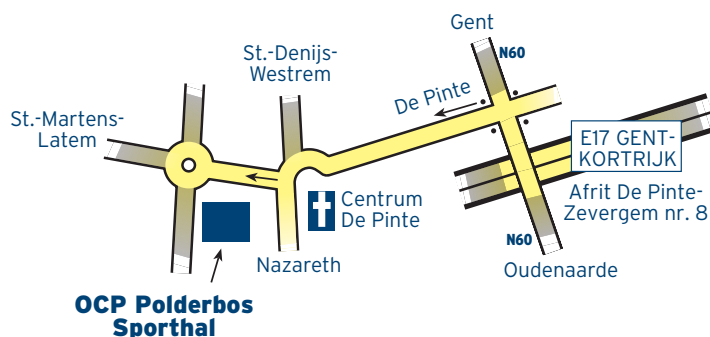 Gent
N60
St.-Denijs-
Westrem
De Pinte
St.-Martens-
Latem
E17 GENT-
KORTRIJK
Centrum
De Pinte
Afrit De Pinte-
Zevergem nr. 8
N60
Nazareth
Oudenaarde
OCP Polderbos
Sporthal